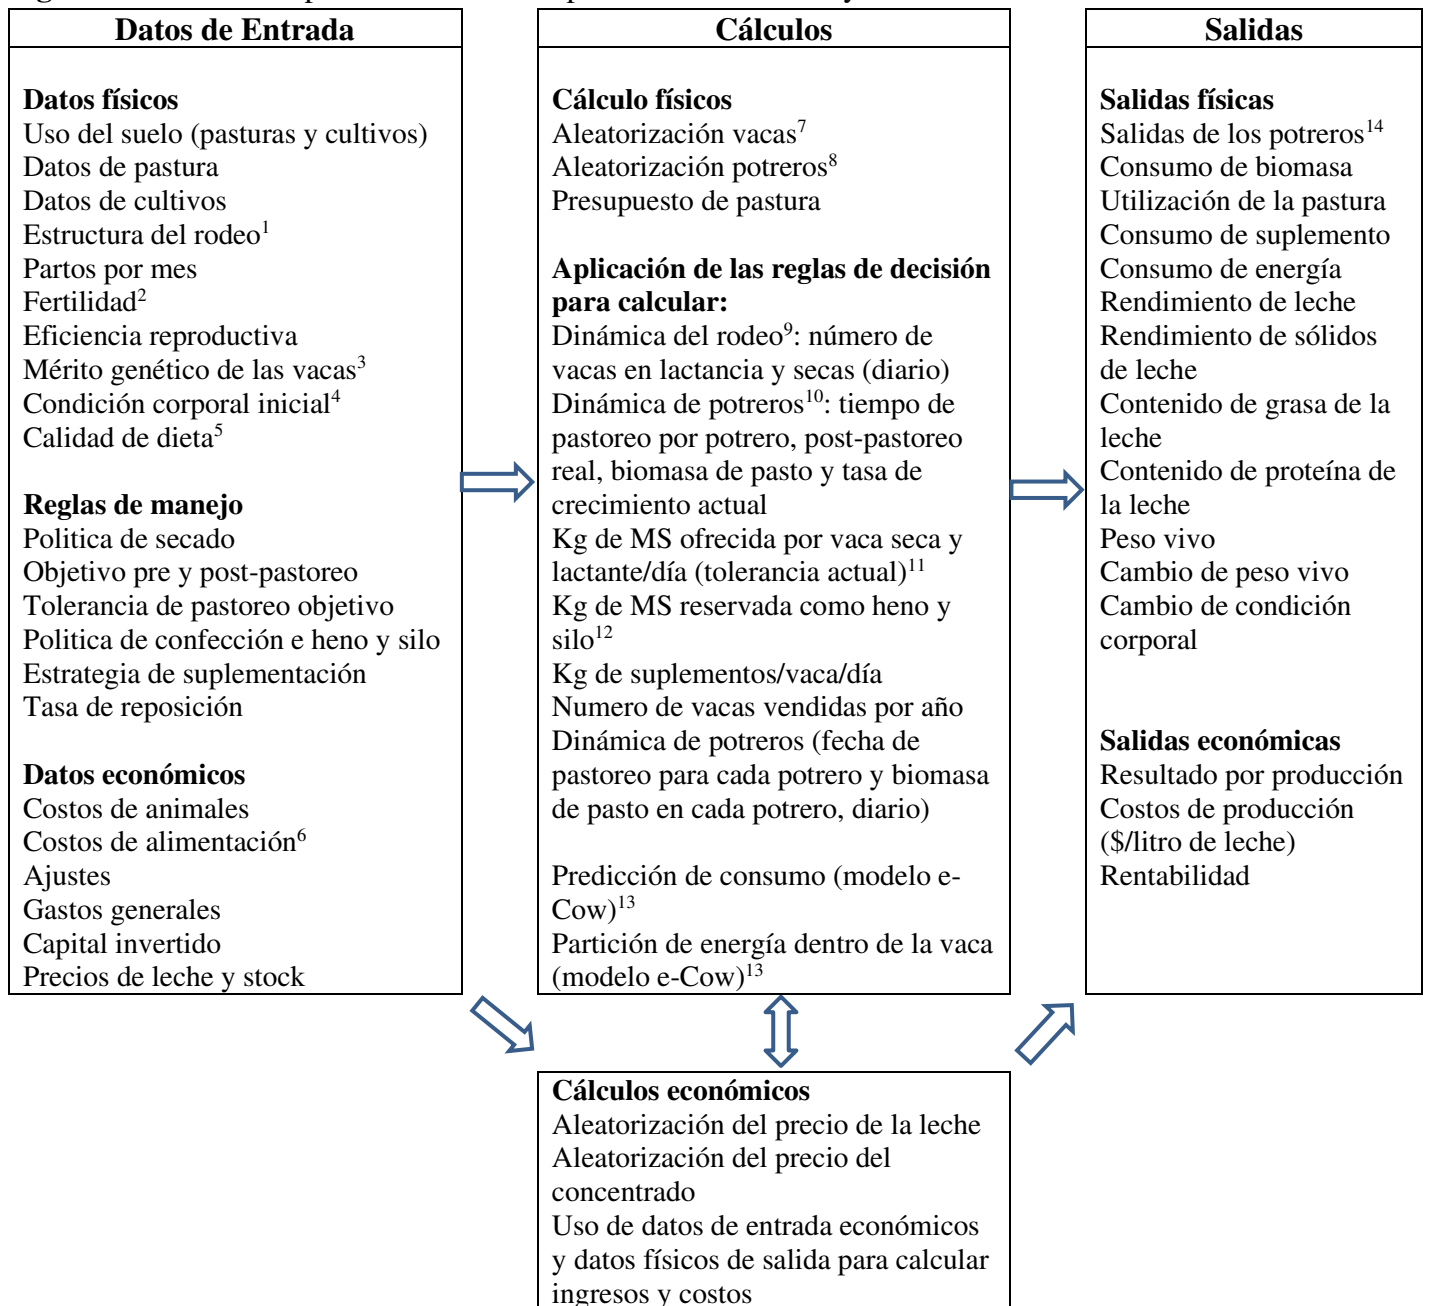 Datos de Entrada
Datos físicos
Uso del suelo (pasturas y cultivos)
Datos de pastura
Datos de cultivos
Estructura del rodeo1
Partos por mes
Fertilidad2
Eficiencia reproductiva
Mérito genético de las vacas3
Condición corporal inicial4
Calidad de dieta5
Reglas de manejo
Politica de secado
Objetivo pre y post-pastoreo
Tolerancia de pastoreo objetivo
Politica de confección e heno y silo
Estrategia de suplementación
Tasa de reposición
Datos económicos
Costos de animales
Costos de alimentación6
Ajustes
Gastos generales
Capital invertido
Precios de leche y stock
Cálculos
Cálculo físicos
Aleatorización vacas7
Aleatorización potreros8
Presupuesto de pastura
Aplicación de las reglas de decisión
para calcular:
Dinámica del rodeo9: número de
vacas en lactancia y secas (diario)
Dinámica de potreros10: tiempo de
pastoreo por potrero, post-pastoreo
real, biomasa de pasto y tasa de
crecimiento actual
Kg de MS ofrecida por vaca seca y
lactante/día (tolerancia actual)11
Kg de MS reservada como heno y
silo12
Kg de suplementos/vaca/día
Numero de vacas vendidas por año
Dinámica de potreros (fecha de
pastoreo para cada potrero y biomasa
de pasto en cada potrero, diario)
Predicción de consumo (modelo e-
Cow)13
Partición de energía dentro de la vaca
(modelo e-Cow)13
Salidas
Salidas físicas
Salidas de los potreros14
Consumo de biomasa
Utilización de la pastura
Consumo de suplemento
Consumo de energía
Rendimiento de leche
Rendimiento de sólidos
de leche
Contenido de grasa de la
leche
Contenido de proteína de
la leche
Peso vivo
Cambio de peso vivo
Cambio de condición
corporal
Salidas económicas
Resultado por producción
Costos de producción
($/litro de leche)
Rentabilidad
Cálculos económicos
Aleatorización del precio de la leche
Aleatorización del precio del
concentrado
Uso de datos de entrada económicos
y datos físicos de salida para calcular
ingresos y costos